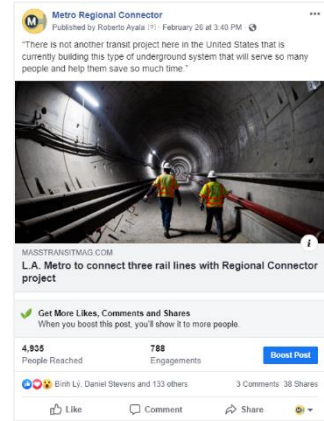 Metro Regional Connector
Published by Roberto Ayala [?] · February 26 at 3:40 PM ·
"There is not another transit project here in the United States that is
currently building this type of underground system that will serve so many
people and help them save so much time."
MASSTRANSITMAG.COM
L.A. Metro to connect three rail lines with Regional Connector
project
Get More Likes, Comments and Shares
When you boost this post, you'll show it to more people.
4,935
People Reached
788
Engagements
Boost Post
Binh Lý, Daniel Stevens and 133 others
3 Comments 38 Shares
Like
Comment
Share